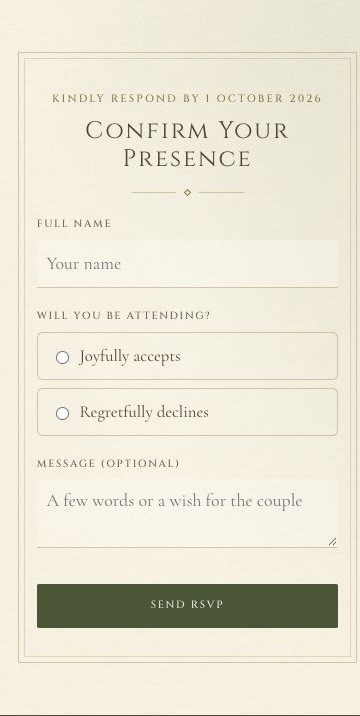 KINDLY RESPOND BY 1 OCTOBER 2026
Confirm Your
Presence
FULL NAME
Your name
WILL YOU BE ATTENDING?
Joyfully accepts
Regretfully declines
MESSAGE (OPTIONAL)
A few words or a wish for the couple
SEND RSVP